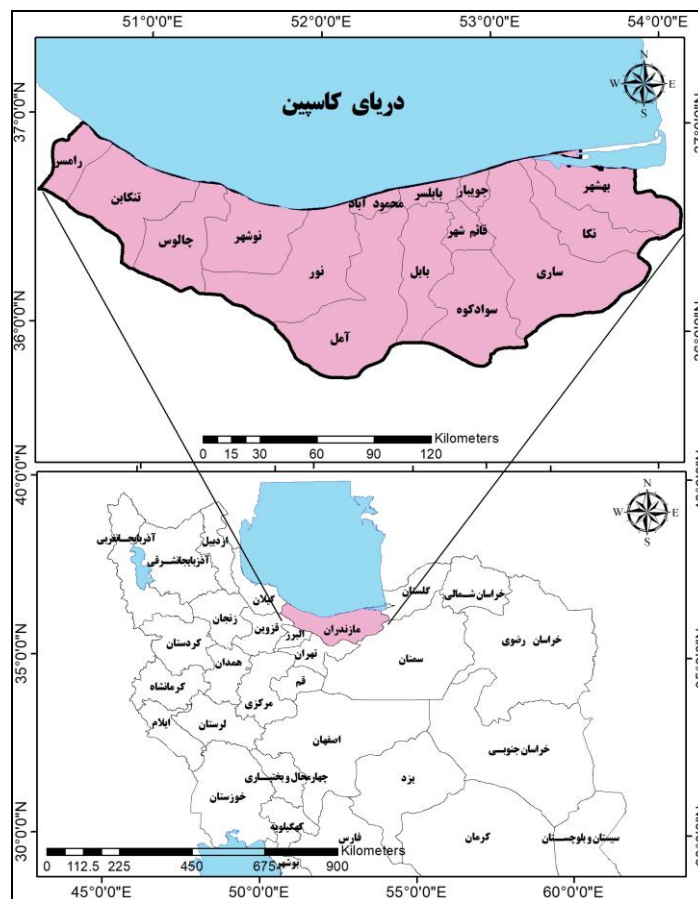 51°0'0"E 52°0'0"E 53°0'0"E 54°0'0"E
37°0'0"N
36°0'0"N
N
W E
S
دریای کاسپین
رامسر
تنکابن
چالوس
نوشهر
نور
آمل
محمود آباد
بابلسر
بابل
جویبار
قائم شهر
سوادکوه
ساری
نکا
بهشهر
Kilometers
0 15 30 60 90 120
40°0'0"N
35°0'0"N
30°0'0"N
N
W E
S
آذربایجانغربی
آذربایجانشرقی
اردبیل
گیلان
زنجان
قزوین
البرز
مازندران
گلستان
خراسان شمالی
خراسان رضوی
کردستان
همدان
تهران
قم
سمنان
کرمانشاه
مرکزی
ایلام
لرستان
اصفهان
خراسان جنوبی
خوزستان
چهارمحال و بختیاری
یزد
کهگیلویه
فارس
کرمان
سیستان و بلوچستان
بوشهر
Kilometers
0 112.5 225 450 675 900
45°0'0"E 50°0'0"E 55°0'0"E 60°0'0"E